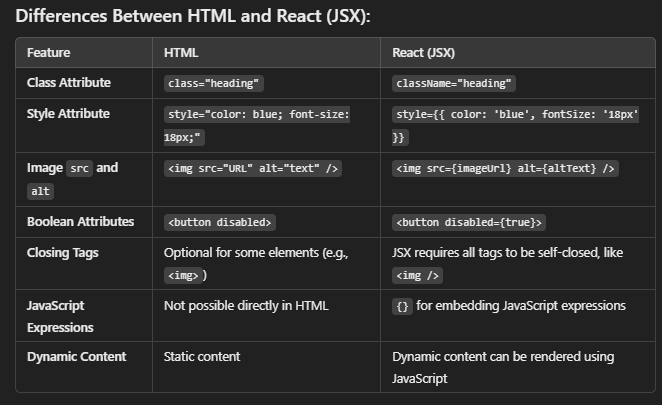 Differences Between HTML and React (JSX):
Feature
HTML
React (JSX)
Class Attribute
class="heading"
className="heading"
Style Attribute
style="color: blue; font-size:
18px;"
style={{ color: 'blue', fontSize: '18px'
}}
Image src and
alt
<img src="URL" alt="text" />
<img src={imageUrl} alt={altText} />
Boolean Attributes
<button disabled>
<button disabled={true}>
Closing Tags
Optional for some elements (e.g.,
<img>)
JSX requires all tags to be self-closed, like
<img />
JavaScript
Expressions
Not possible directly in HTML
{} for embedding JavaScript expressions
Dynamic Content
Static content
Dynamic content can be rendered using
JavaScript